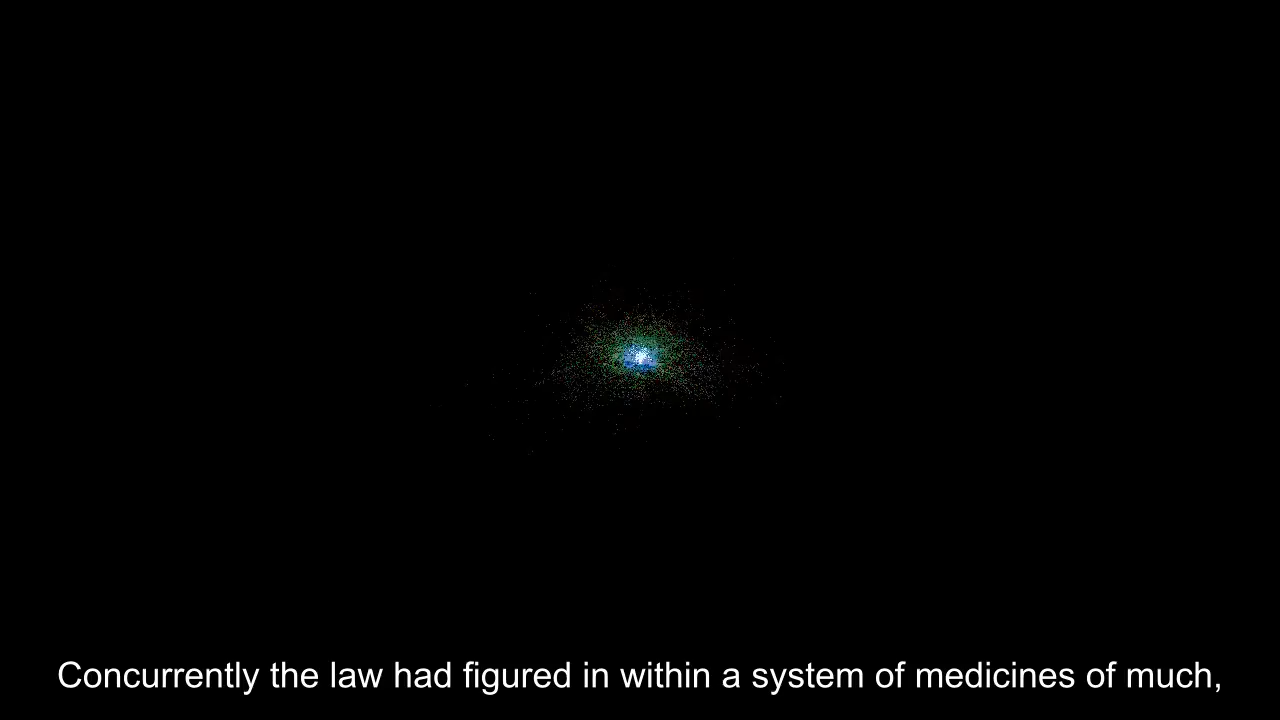 Concurrently the law had figured in within a system of medicines of much,